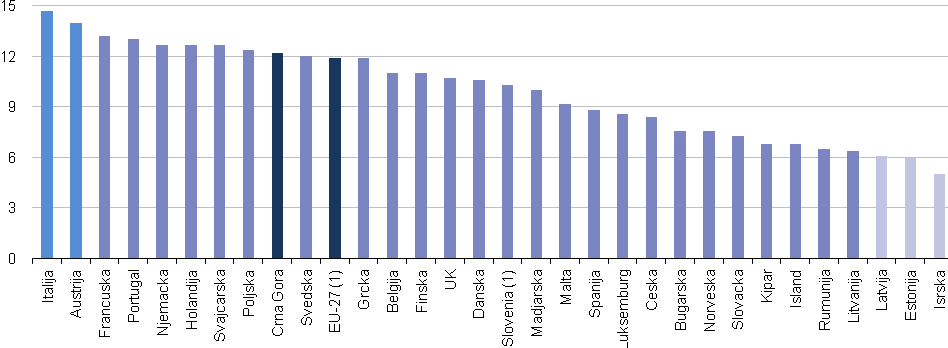 15
12
9
6
3
0
Italija
Austrija
Francuska
Portugal
Njemacka
Holandija
Svajcarska
Poljska
Crna Gora
Svedska
EU-27 (1)
Grcka
Belgija
Finska
UK
Danska
Slovenia (1)
Madjarska
Malta
Spanija
Luksemburg
Ceska
Bugarska
Norveska
Slovacka
Kipar
Island
Rumunija
Litvanija
Latvija
Estonija
Isrska